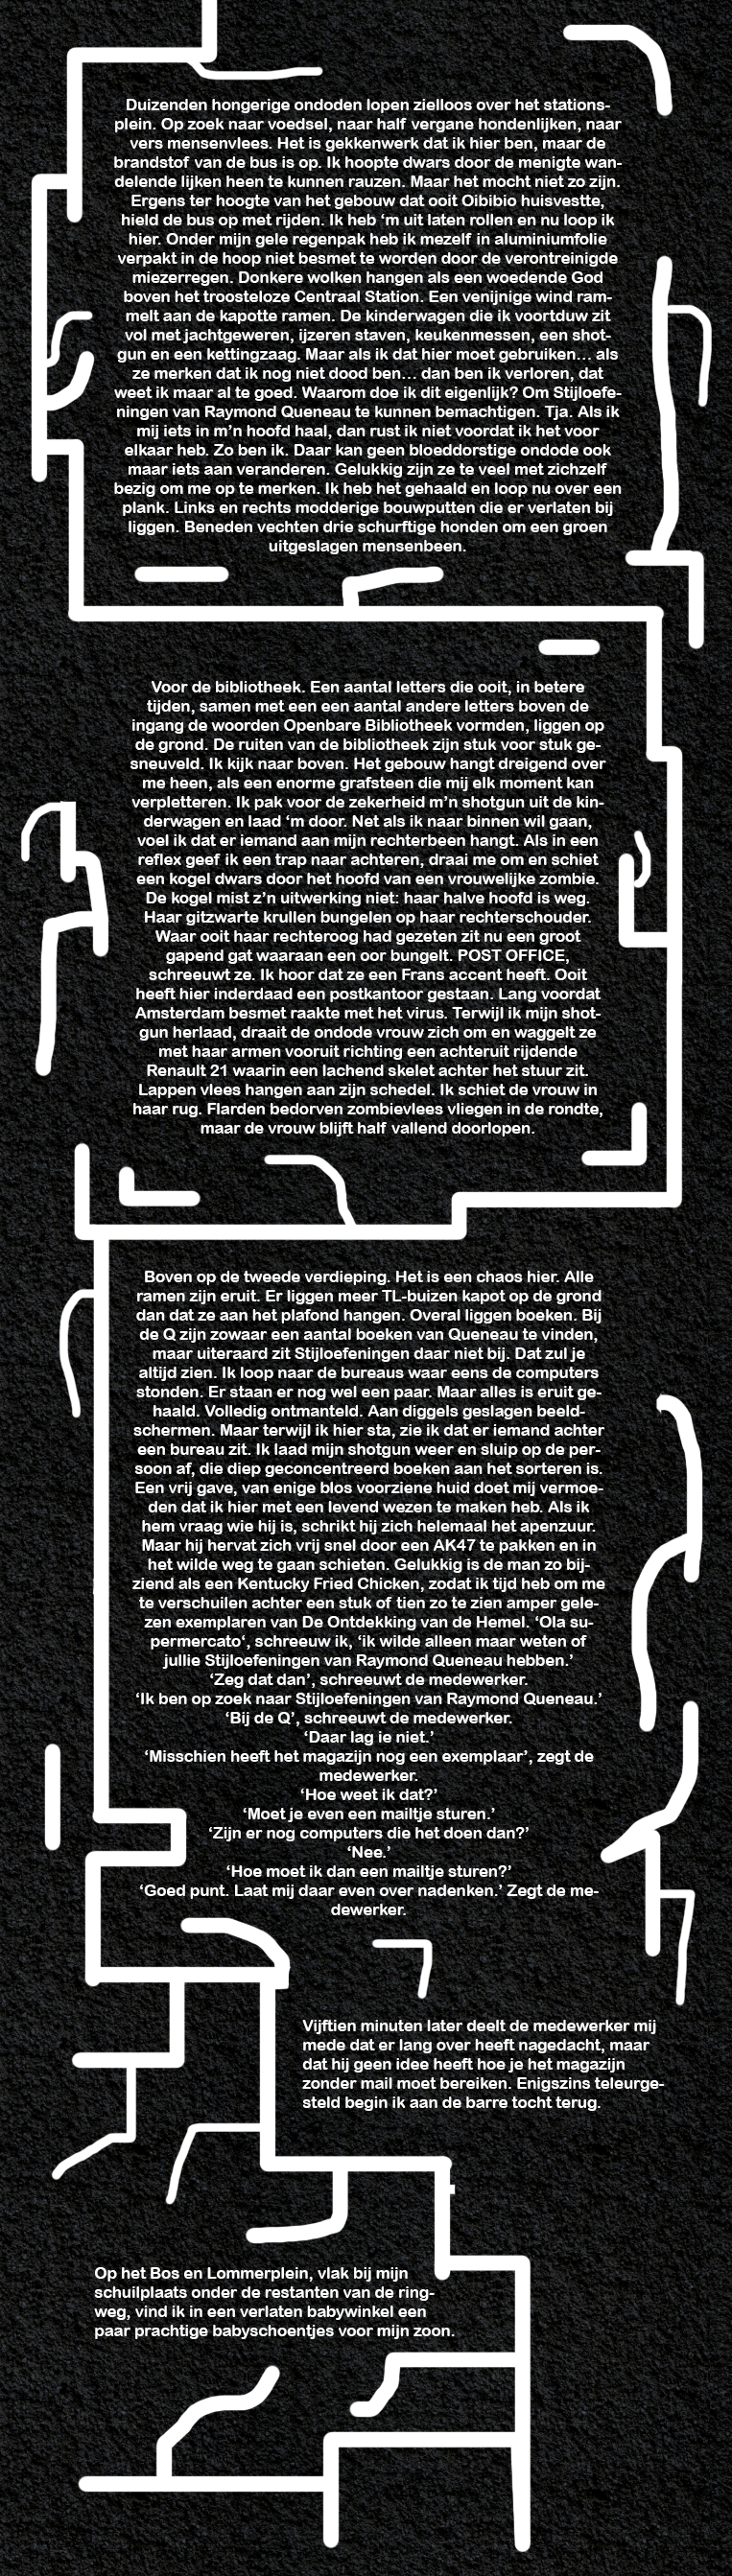 Duizenden hongerige ondoden lopen zielloos over het stations-
plein. Op zoek naar voedsel, naar half vergane hondenlijken, naar
vers mensenvlees. Het is gekkenwerk dat ik hier ben, maar de
brandstof van de bus is op. Ik hoopte dwars door de menigte wan-
delende lijken heen te kunnen rauzen. Maar het mocht niet zo zijn.
Ergens ter hoogte van het gebouw dat ooit Oibibio huisvestte,
hield de bus op met rijden. Ik heb ‘m uit laten rollen en nu loop ik
hier. Onder mijn gele regenpak heb ik mezelf in aluminiumfolie
verpakt in de hoop niet besmet te worden door de verontreinigde
miezerregen. Donkere wolken hangen als een woedende God
boven het troosteloze Centraal Station. Een venijnige wind ram-
melt aan de kapotte ramen. De kinderwagen die ik voortduw zit
vol met jachtgeweren, ijzeren staven, keukenmessen, een shot-
gun en een kettingzaag. Maar als ik dat hier moet gebruiken… als
ze merken dat ik nog niet dood ben… dan ben ik verloren, dat
weet ik maar al te goed. Waarom doe ik dit eigenlijk? Om Stijloefe-
ningen van Raymond Queneau te kunnen bemachtigen. Tja. Als ik
mij iets in m’n hoofd haal, dan rust ik niet voordat ik het voor
elkaar heb. Zo ben ik. Daar kan geen bloeddorstige ondode ook
maar iets aan veranderen. Gelukkig zijn ze te veel met zichzelf
bezig om me op te merken. Ik heb het gehaald en loop nu over een
plank. Links en rechts modderige bouwputten die er verlaten bij
liggen. Beneden vechten drie schurftige honden om een groen
uitgeslagen mensenbeen.
Voor de bibliotheek. Een aantal letters die ooit, in betere
tijden, samen met een een aantal andere letters boven de
ingang de woorden Openbare Bibliotheek vormden, liggen op
de grond. De ruiten van de bibliotheek zijn stuk voor stuk ge-
sneuveld. Ik kijk naar boven. Het gebouw hangt dreigend over
me heen, als een enorme grafsteen die mij elk moment kan
verpletteren. Ik pak voor de zekerheid m’n shotgun uit de kin-
derwagen en laad ‘m door. Net als ik naar binnen wil gaan,
voel ik dat er iemand aan mijn rechterbeen hangt. Als in een
reflex geef ik een trap naar achteren, draai me om en schiet
een kogel dwars door het hoofd van een vrouwelijke zombie.
De kogel mist z’n uitwerking niet: haar halve hoofd is weg.
Haar gitzwarte krullen bungelen op haar rechterschouder.
Waar ooit haar rechteroog had gezeten zit nu een groot
gapend gat waaraan een oor bungelt. POST OFFICE,
schreeuwt ze. Ik hoor dat ze een Frans accent heeft. Ooit
heeft hier inderdaad een postkantoor gestaan. Lang voordat
Amsterdam besmet raakte met het virus. Terwijl ik mijn shot-
gun herlaad, draait de ondode vrouw zich om en waggelt ze
met haar armen vooruit richting een achteruit rijdende
Renault 21 waarin een lachend skelet achter het stuur zit.
Lappen vlees hangen aan zijn schedel. Ik schiet de vrouw in
haar rug. Flarden bedorven zombievlees vliegen in de rondte,
maar de vrouw blijft half vallend doorlopen.
Boven op de tweede verdieping. Het is een chaos hier. Alle
ramen zijn eruit. Er liggen meer TL-buizen kapot op de grond
dan dat ze aan het plafond hangen. Overal liggen boeken. Bij
de Q zijn zowaar een aantal boeken van Queneau te vinden,
maar uiteraard zit Stijloefeningen daar niet bij. Dat zul je
altijd zien. Ik loop naar de bureaus waar eens de computers
stonden. Er staan er nog wel een paar. Maar alles is eruit ge-
haald. Volledig ontmanteld. Aan diggels geslagen beeld-
schermen. Maar terwijl ik hier sta, zie ik dat er iemand achter
een bureau zit. Ik laad mijn shotgun weer en sluip op de per-
soon af, die diep geconcentreerd boeken aan het sorteren is.
Een vrij gave, van enige blos voorziene huid doet mij vermoe-
den dat ik hier met een levend wezen te maken heb. Als ik
hem vraag wie hij is, schrikt hij zich helemaal het apenzuur.
Maar hij hervat zich vrij snel door een AK47 te pakken en in
het wilde weg te gaan schieten. Gelukkig is de man zo bij-
ziend als een Kentucky Fried Chicken, zodat ik tijd heb om me
te verschuilen achter een stuk of tien zo te zien amper gele-
zen exemplaren van De Ontdekking van de Hemel. ‘Ola su-
permercato‘, schreeuw ik, ‘ik wilde alleen maar weten of
jullie Stijloefeningen van Raymond Queneau hebben.’
‘Zeg dat dan’, schreeuwt de medewerker.
‘Ik ben op zoek naar Stijloefeningen van Raymond Queneau.’
‘Bij de Q’, schreeuwt de medewerker.
‘Daar lag ie niet.’
‘Misschien heeft het magazijn nog een exemplaar’, zegt de
medewerker.
‘Hoe weet ik dat?’
‘Moet je even een mailtje sturen.’
‘Zijn er nog computers die het doen dan?’
‘Nee.’
‘Hoe moet ik dan een mailtje sturen?’
‘Goed punt. Laat mij daar even over nadenken.’ Zegt de me-
dewerker.
Vijftien minuten later deelt de medewerker mij
mede dat er lang over heeft nagedacht, maar
dat hij geen idee heeft hoe je het magazijn
zonder mail moet bereiken. Enigszins teleurge-
steld begin ik aan de barre tocht terug.
Op het Bos en Lommerplein, vlak bij mijn
schuilplaats onder de restanten van de ring-
weg, vind ik in een verlaten babywinkel een
paar prachtige babyschoentjes voor mijn zoon.